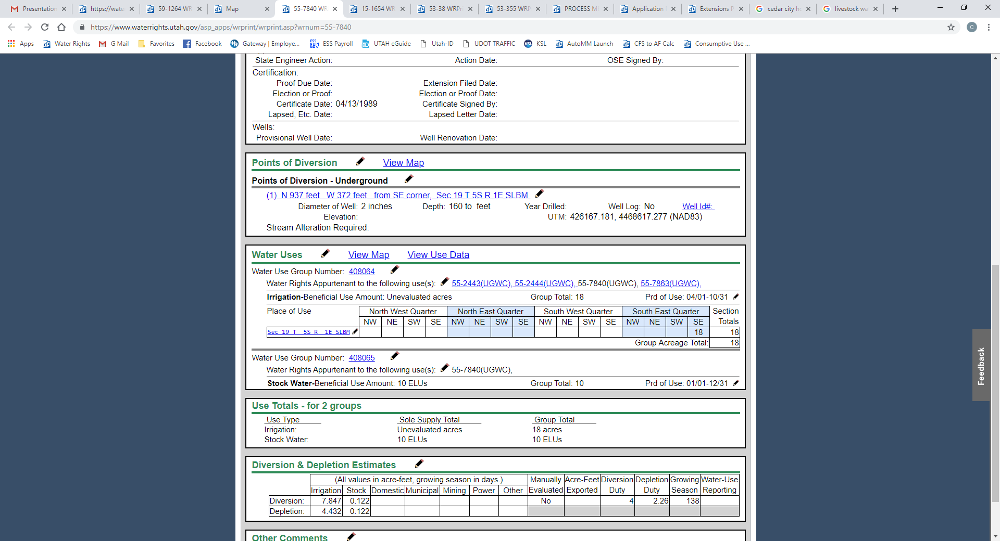 Presentation https://wate 59-1264 WR Map 55-7840 WR 15-1654 WR 53-38 WRPri 53-355 WRP PROCESS M Application Extensions P cedar city h livestock wa
https://www.waterrights.utah.gov/asp_apps/wrprint/wrprint.asp?wrnum=55-7840 C
Apps Water Rights G Mail Favorites Facebook Gateway | Employe... ESS Payroll UTAH eGuide Utah-ID UDOT TRAFFIC KSL AutoMM Launch CFS to AF Calc Consumptive Use ...
State Engineer Action: Action Date: OSE Signed By:
Certification:
Proof Due Date: Extension Filed Date:
Election or Proof: Election or Proof Date:
Certificate Date: 04/13/1989 Certificate Signed By:
Lapsed, Etc. Date: Lapsed Letter Date:
Wells:
Provisional Well Date: Well Renovation Date:
Points of Diversion View Map
Points of Diversion - Underground
(1) N 937 feet W 372 feet from SE corner, Sec 19 T 5S R 1E SLBM
Diameter of Well: 2 inches Depth: 160 to feet Year Drilled: Well Log: No Well Id#:
Elevation: UTM: 426167.181, 4468617.277 (NAD83)
Stream Alteration Required:
Water Uses View Map View Use Data
Water Use Group Number: 408064
Water Rights Appurtenant to the following use(s): 55-2443(UGWC), 55-2444(UGWC), 55-7840(UGWC), 55-7863(UGWC),
Irrigation-Beneficial Use Amount: Unevaluated acres Group Total: 18 Prd of Use: 04/01-10/31
Place of Use North West Quarter North East Quarter South West Quarter South East Quarter Section
NW NE SW SE NW NE SW SE NW NE SW SE NW NE SW SE Totals
Sec 19 T 5S R 1E SLBM 18 18
Group Acreage Total: 18
Water Use Group Number: 408065
Water Rights Appurtenant to the following use(s): 55-7840(UGWC),
Stock Water-Beneficial Use Amount: 10 ELUs Group Total: 10 Prd of Use: 01/01-12/31
Feedback
Use Totals - for 2 groups
Use Type Sole Supply Total Group Total
Irrigation: Unevaluated acres 18 acres
Stock Water: 10 ELUs 10 ELUs
Diversion & Depletion Estimates
(All values in acre-feet, growing season in days.) Manually Acre-Feet Diversion Depletion Growing Water-Use
Irrigation Stock Domestic Municipal Mining Power Other Evaluated Exported Duty Duty Season Reporting
Diversion: 7.847 0.122 No 4 2.26 138
Depletion: 4.432 0.122
Other Comments